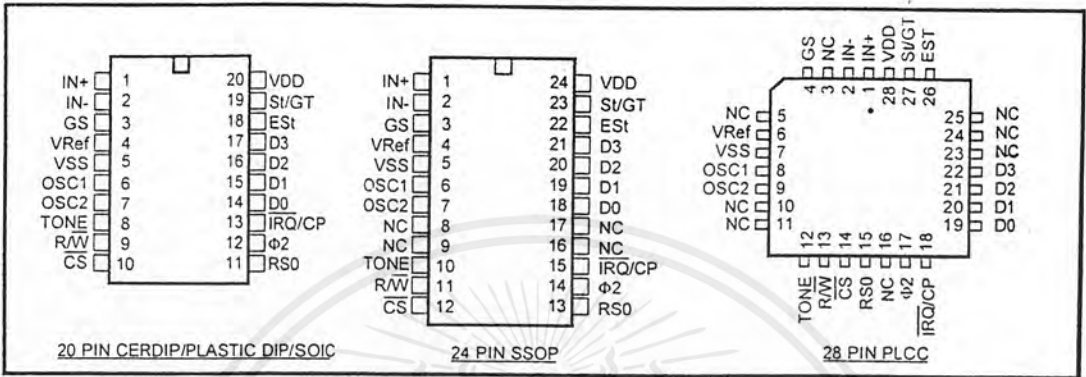 IN+ 1 20 VDD
IN- 2 19 St/GT
GS 3 18 ESt
VRef 4 17 D3
VSS 5 16 D2
OSC1 6 15 D1
OSC2 7 14 D0
TONE 8 13 I̅R̅Q̅/CP
R/W̅ 9 12 Φ2
C̅S̅ 10 11 RS0
20 PIN CERDIP/PLASTIC DIP/SOIC
IN+ 1 24 VDD
IN- 2 23 St/GT
GS 3 22 ESt
VRef 4 21 D3
VSS 5 20 D2
OSC1 6 19 D1
OSC2 7 18 D0
NC 8 17 NC
NC 9 16 NC
TONE 10 15 I̅R̅Q̅/CP
R/W̅ 11 14 Φ2
C̅S̅ 12 13 RS0
24 PIN SSOP
GS NC IN- IN+ VDD St/GT EST
4 3 2 1 28 27 26
NC 5 25 NC
VRef 6 24 NC
VSS 7 23 NC
OSC1 8 22 D3
OSC2 9 21 D2
NC 10 20 D1
NC 11 19 D0
12 13 14 15 16 17 18
TONE R/W̅ C̅S̅ RS0 NC Φ2 I̅R̅Q̅/CP
28 PIN PLCC